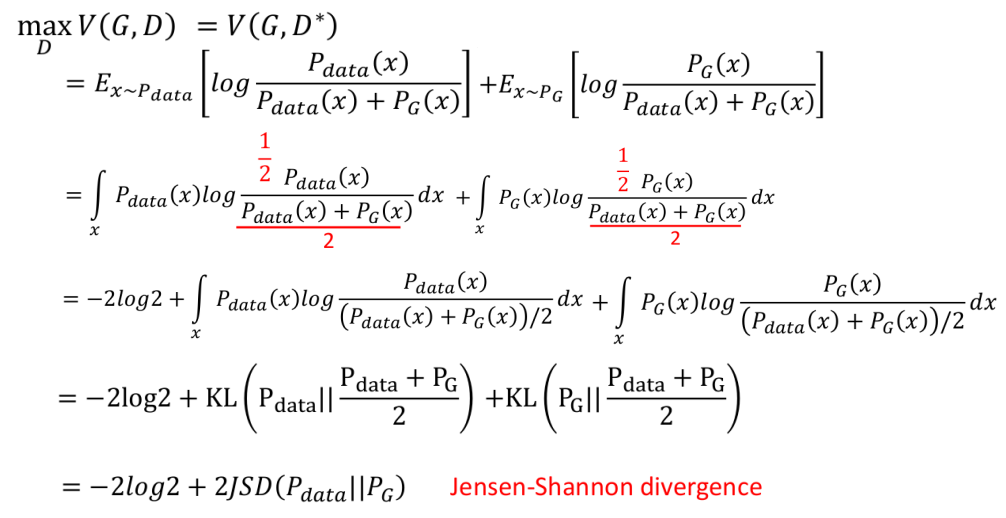 max_D V(G, D) = V(G, D*)
= E_{x~P_data} [ log P_data(x) / (P_data(x) + P_G(x)) ] + E_{x~P_G} [ log P_G(x) / (P_data(x) + P_G(x)) ]
= ∫_x P_data(x) log (1/2 P_data(x)) / ((P_data(x) + P_G(x)) / 2) dx + ∫_x P_G(x) log (1/2 P_G(x)) / ((P_data(x) + P_G(x)) / 2) dx
= −2log2 + ∫_x P_data(x) log P_data(x) / ((P_data(x) + P_G(x))/2) dx + ∫_x P_G(x) log P_G(x) / ((P_data(x) + P_G(x))/2) dx
= −2log2 + KL( P_data || (P_data + P_G) / 2 ) + KL( P_G || (P_data + P_G) / 2 )
= −2log2 + 2JSD(P_data||P_G) Jensen-Shannon divergence